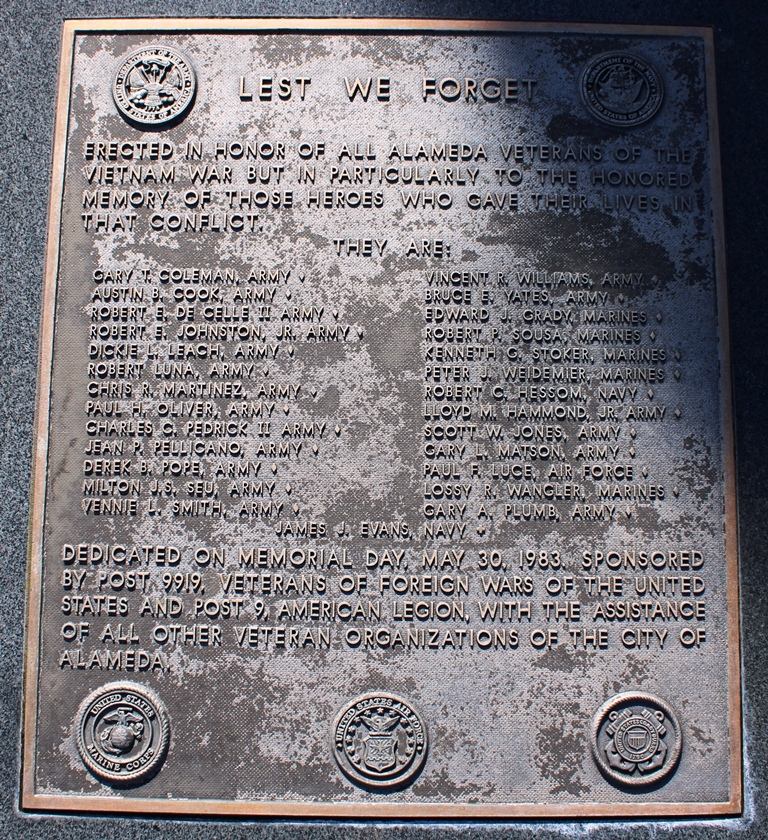 LEST WE FORGET
ERECTED IN HONOR OF ALL ALAMEDA VETERANS OF THE
VIETNAM WAR BUT IN PARTICULARLY TO THE HONORED
MEMORY OF THOSE HEROES WHO GAVE THEIR LIVES IN
THAT CONFLICT.
THEY ARE:
GARY T. COLEMAN, ARMY
AUSTIN B. COOK, ARMY
ROBERT E. DE CELLE II ARMY
ROBERT E. JOHNSTON, JR. ARMY
DICKIE L. LEACH, ARMY
ROBERT LUNA, ARMY
CHRIS R. MARTINEZ, ARMY
PAUL H. OLIVER, ARMY
CHARLES C. PEDRICK II ARMY
JEAN P. PELLICANO, ARMY
DEREK B. POPE, ARMY
MILTON J.S. SEU, ARMY
VENNIE L. SMITH, ARMY
VINCENT R. WILLIAMS, ARMY
BRUCE E. YATES, ARMY
EDWARD J. GRADY, MARINES
ROBERT P. SOUSA, MARINES
KENNETH G. STOKER, MARINES
PETER J. WEIDEMIER, MARINES
ROBERT C. HESSOM, NAVY
LLOYD M. HAMMOND, JR. ARMY
SCOTT W. JONES, ARMY
GARY L. MATSON, ARMY
PAUL F. LUCE, AIR FORCE
LOSSY R. WANGLER, MARINES
GARY A. PLUMB, ARMY
JAMES J. EVANS, NAVY
DEDICATED ON MEMORIAL DAY, MAY 30, 1983, SPONSORED
BY POST 9919, VETERANS OF FOREIGN WARS OF THE UNITED
STATES AND POST 9, AMERICAN LEGION, WITH THE ASSISTANCE
OF ALL OTHER VETERAN ORGANIZATIONS OF THE CITY OF
ALAMEDA.
UNITED STATES
MARINE CORPS
UNITED STATES AIR FORCE